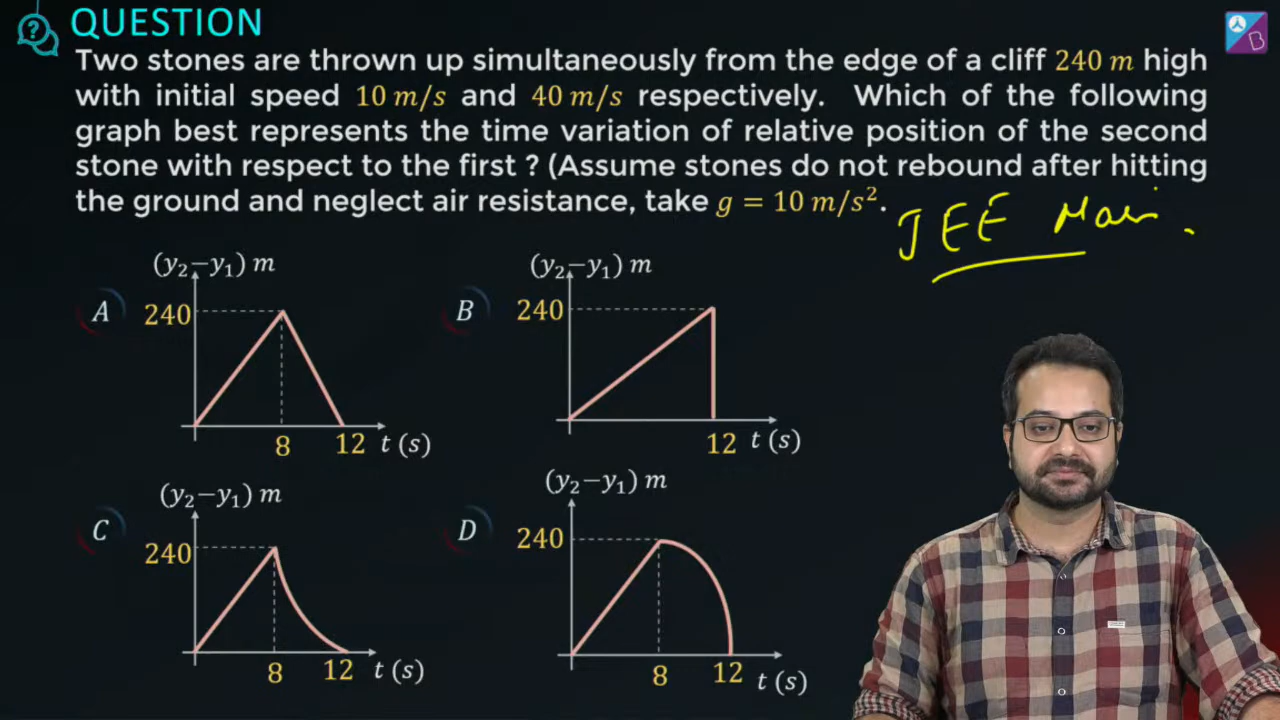 QUESTION
Two stones are thrown up simultaneously from the edge of a cliff 240 m high
with initial speed 10 m/s and 40 m/s respectively. Which of the following
graph best represents the time variation of relative position of the second
stone with respect to the first ? (Assume stones do not rebound after hitting
the ground and neglect air resistance, take g = 10 m/s².
JEE Main
(y₂−y₁) m
A
240
8 12 t (s)
(y₂−y₁) m
B
240
12 t (s)
(y₂−y₁) m
C
240
8 12 t (s)
(y₂−y₁) m
D
240
8 12 t (s)
B